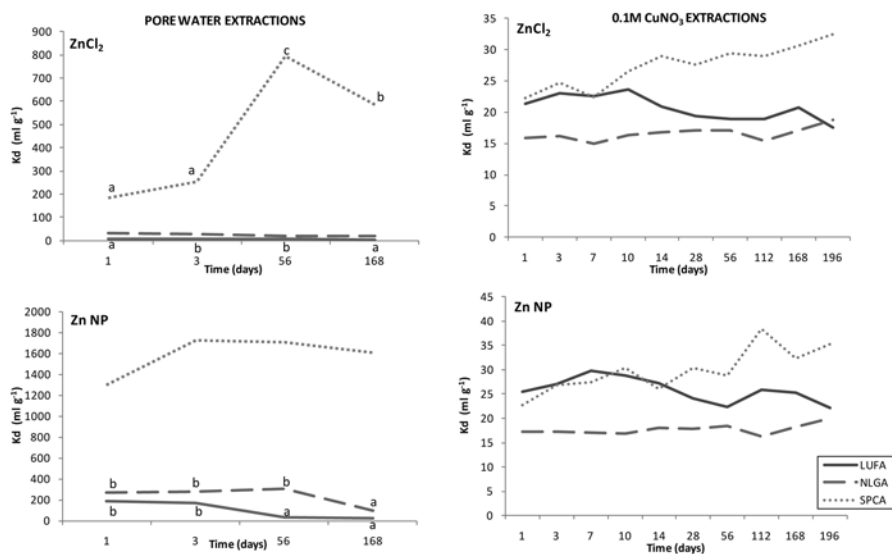 PORE WATER EXTRACTIONS
ZnCl2
Kd (ml g-1)
900
800
700
600
500
400
300
200
100
0
a
a
c
b
a
b
b
a
1 3 56 168
Time (days)
0.1M CuNO3 EXTRACTIONS
ZnCl2
Kd (ml g-1)
35
30
25
20
15
10
5
0
1 3 7 10 14 28 56 112 168 196
Time (days)
Zn NP
Kd (ml g-1)
2000
1800
1600
1400
1200
1000
800
600
400
200
0
b
b
b
a
b
b
a
a
1 3 56 168
Time (days)
Zn NP
Kd (ml g-1)
45
40
35
30
25
20
15
10
5
0
1 3 7 10 14 28 56 112 168 196
Time (days)
LUFA
NLGA
SPCA